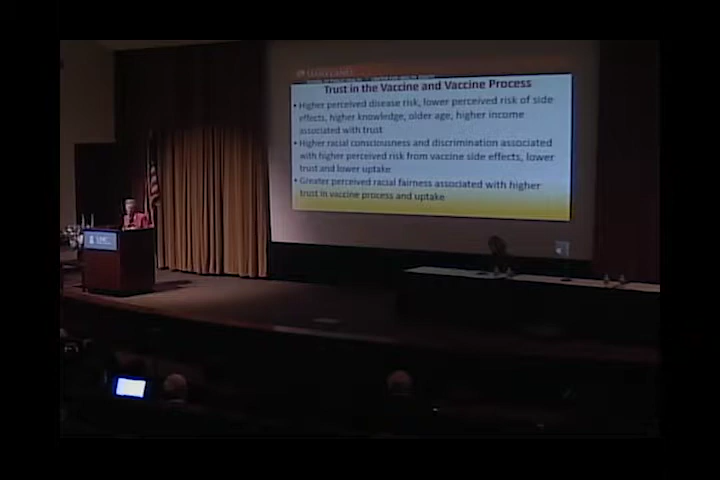 Trust in the Vaccine and Vaccine Process
• Higher perceived disease risk, lower perceived risk of side
effects, higher knowledge, older age, higher income
associated with trust
• Higher racial consciousness and discrimination associated
with higher perceived risk from vaccine side effects, lower
trust and lower uptake
• Greater perceived racial fairness associated with higher
trust in vaccine process and uptake
UNC